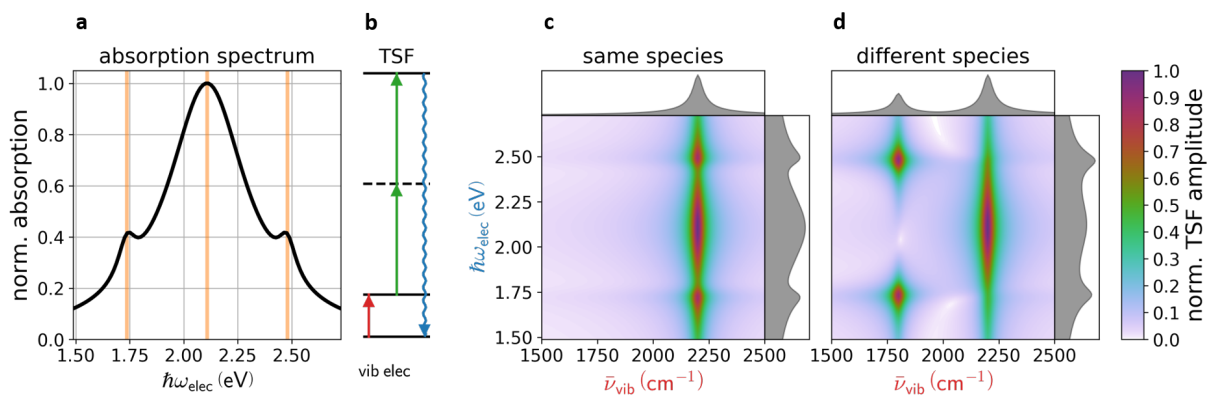 a
b
c
d
absorption spectrum
TSF
same species
different species
norm. absorption
1.0
0.8
0.6
0.4
0.2
0.0
1.50
1.75
2.00
2.25
2.50
ℏω_elec (eV)
vib elec
ℏω_elec (eV)
2.50
2.25
2.00
1.75
1.50
1500
2000
2250
2500
ν̄_vib (cm⁻¹)
1500
2000
2250
2500
ν̄_vib (cm⁻¹)
1.0
0.9
0.8
0.7
0.6
0.5
0.4
0.3
0.2
0.1
0.0
norm. TSF amplitude